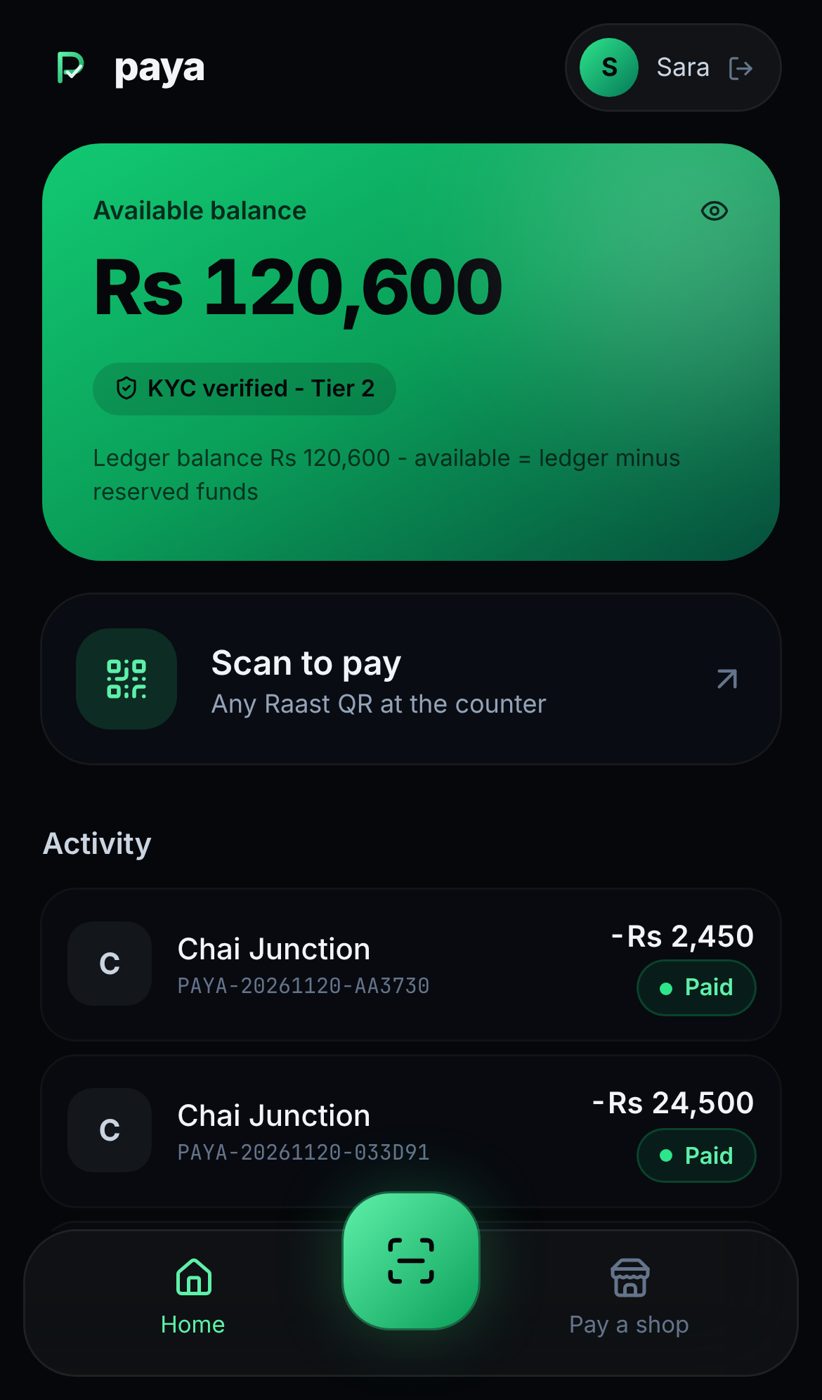 paya
S
Sara
Available balance
Rs 120,600
KYC verified - Tier 2
Ledger balance Rs 120,600 - available = ledger minus
reserved funds
Scan to pay
Any Raast QR at the counter
Activity
C
Chai Junction
-Rs 2,450
PAYA-20261120-AA3730
Paid
C
Chai Junction
-Rs 24,500
PAYA-20261120-033D91
Paid
Home
Pay a shop